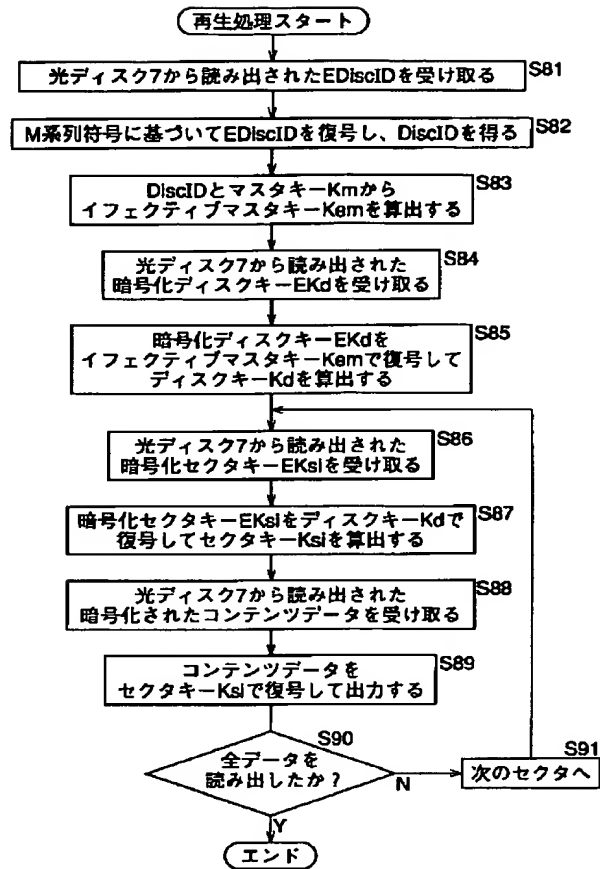 再生処理スタート
S81
光ディスク7から読み出されたEDiscIDを受け取る
S82
M系列符号に基づいてEDiscIDを復号し、DiscIDを得る
S83
DiscIDとマスタキーKmから
イフェクティブマスタキーKemを算出する
S84
光ディスク7から読み出された
暗号化ディスクキーEKdを受け取る
S85
暗号化ディスクキーEKdを
イフェクティブマスタキーKemで復号して
ディスクキーKdを算出する
S86
光ディスク7から読み出された
暗号化セクタキーEKsiを受け取る
S87
暗号化セクタキーEKsiをディスクキーKdで
復号してセクタキーKsiを算出する
S88
光ディスク7から読み出された
暗号化されたコンテンツデータを受け取る
S89
コンテンツデータを
セクタキーKsiで復号して出力する
S90
全データを
読み出したか?
N
S91
次のセクタへ
Y
エンド